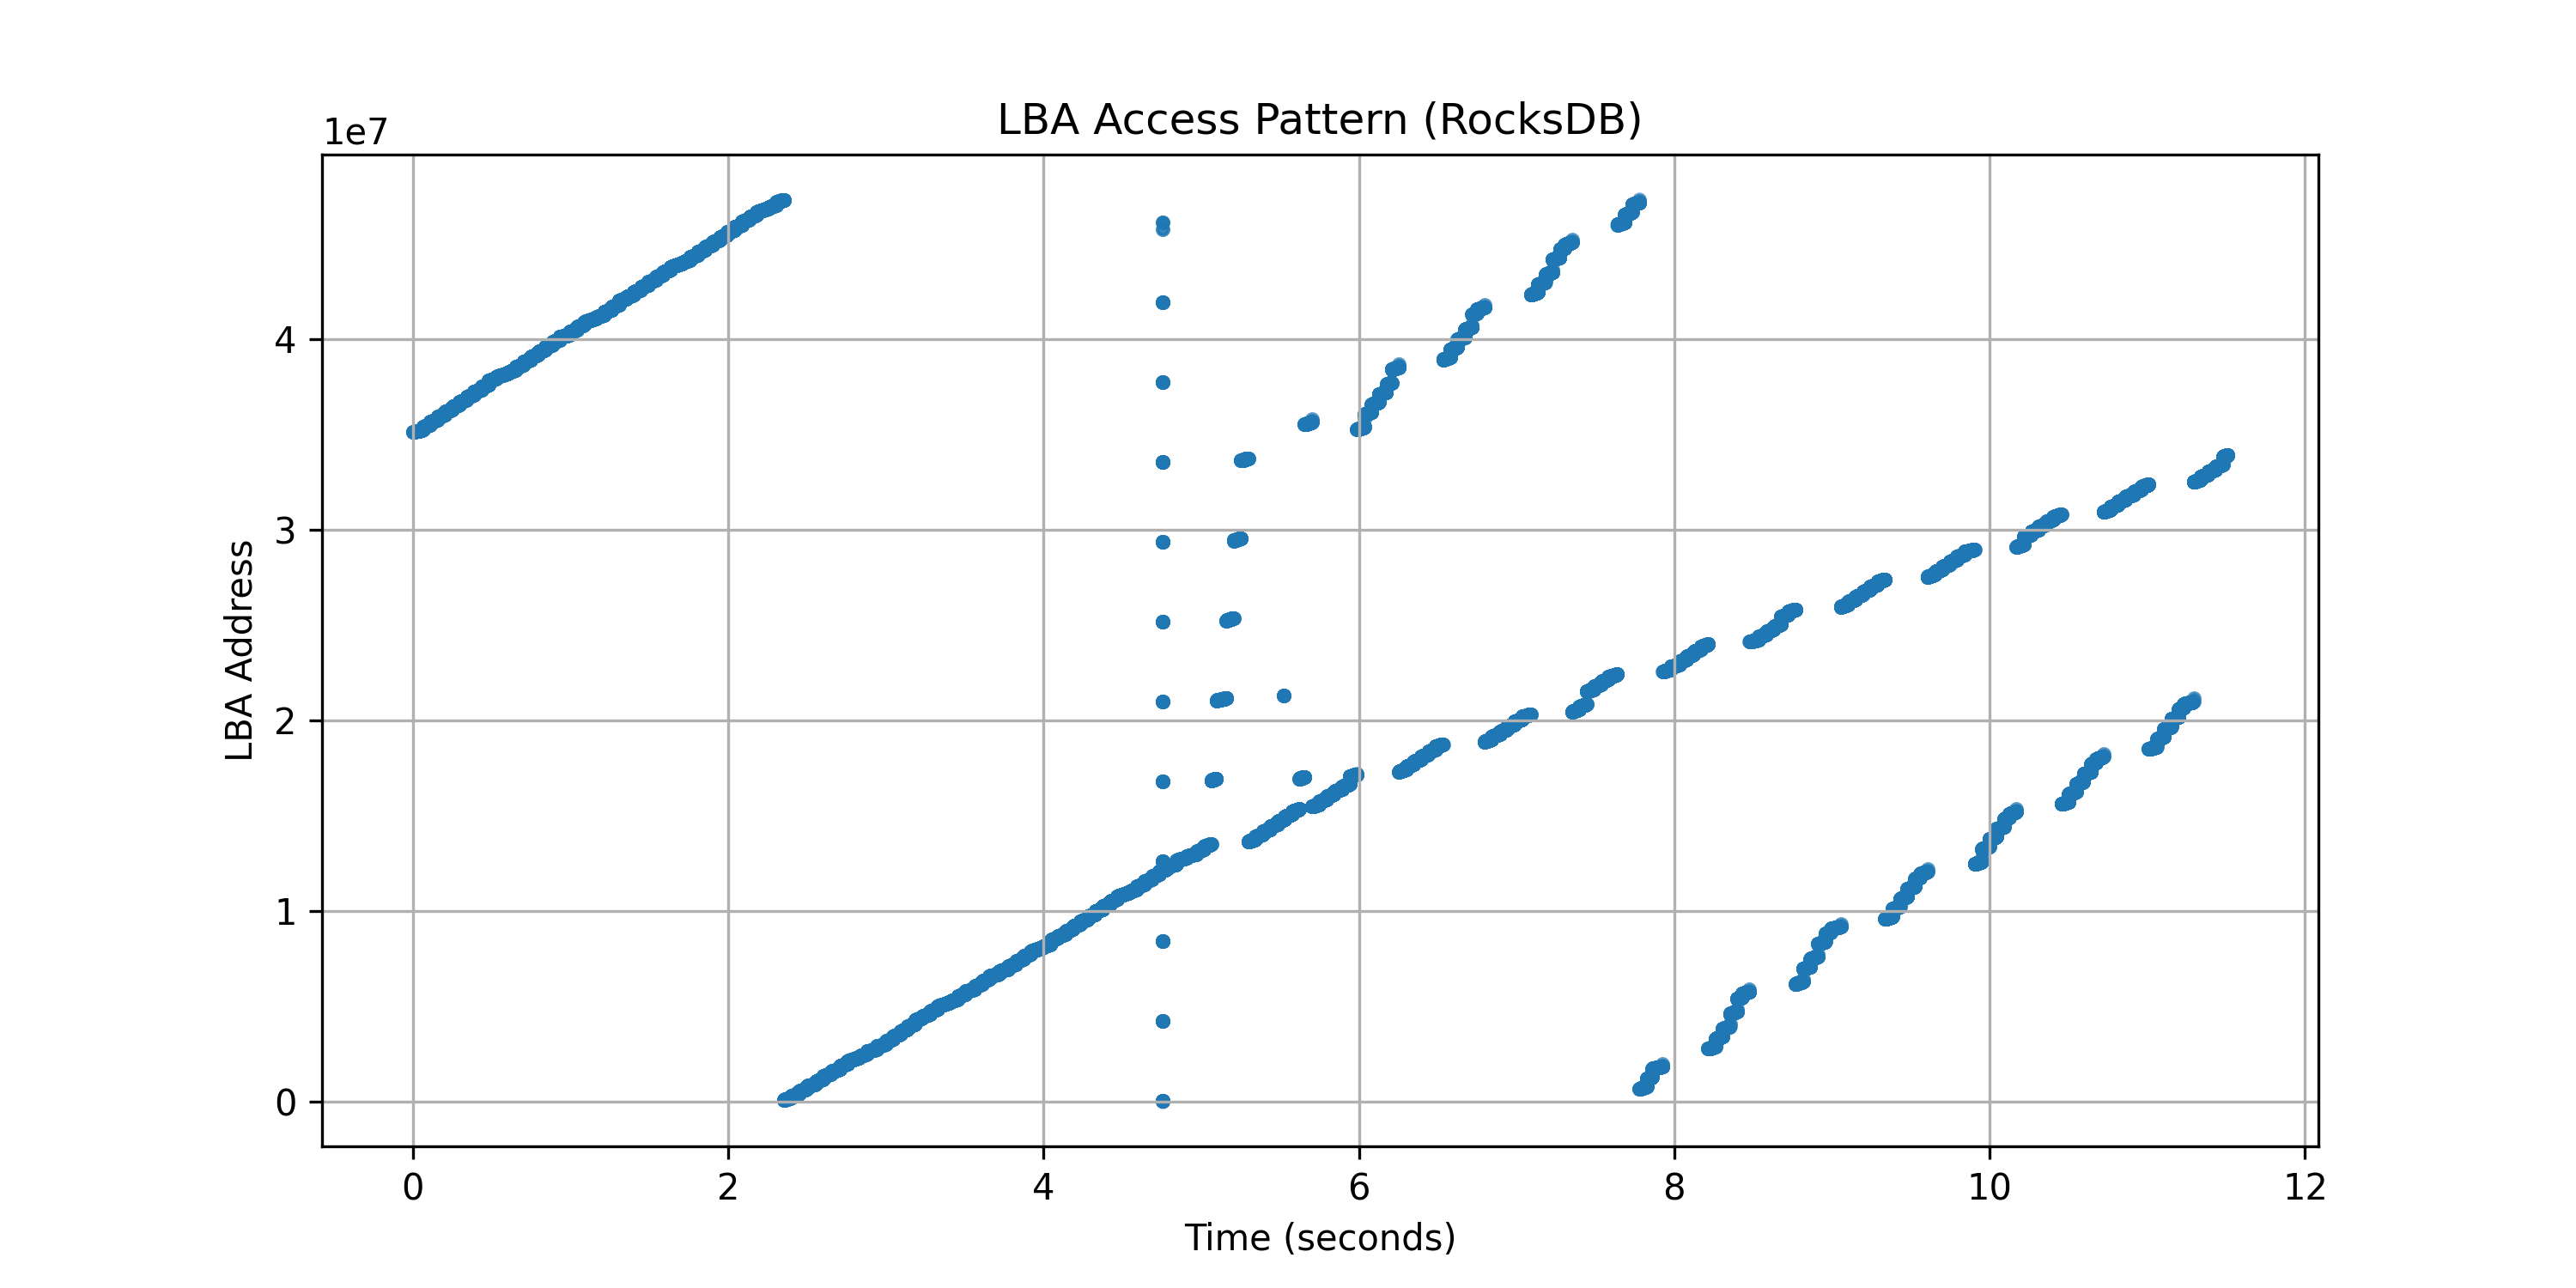 LBA Access Pattern (RocksDB)
1e7
4
3
2
1
0
LBA Address
0 2 4 6 8 10 12
Time (seconds)